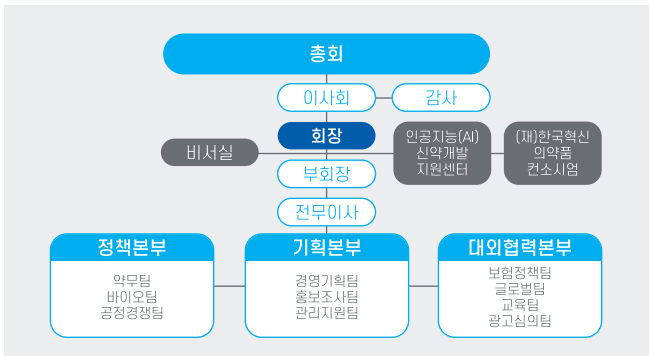 총회
이사회
감사
회장
비서실
인공지능(AI)
신약개발
지원센터
(재)한국혁신
의약품
컨소시엄
부회장
전무이사
정책본부
약무팀
바이오팀
공정경쟁팀
기획본부
경영기획팀
홍보조사팀
관리지원팀
대외협력본부
보험정책팀
글로벌팀
교육팀
광고심의팀